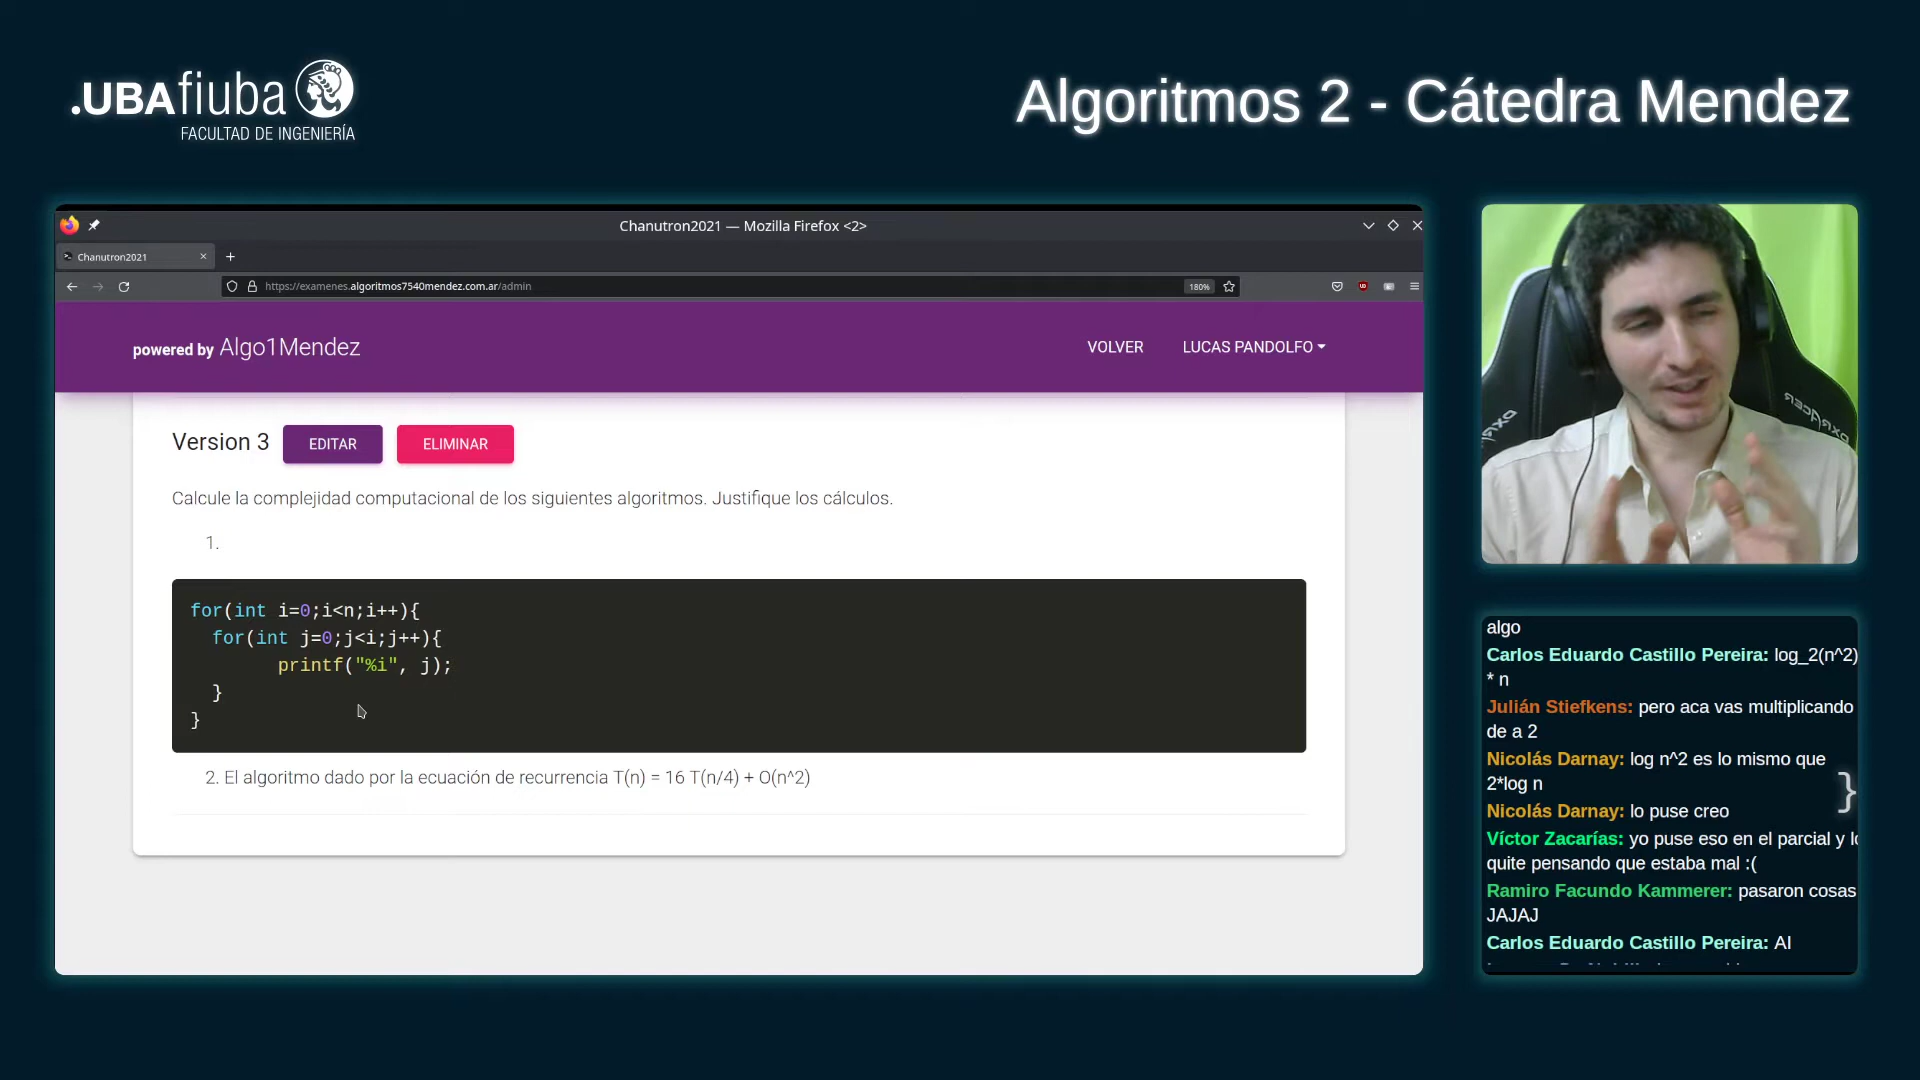 .UBAfiuba
FACULTAD DE INGENIERÍA
Algoritmos 2 - Cátedra Mendez
Chanutron2021 — Mozilla Firefox <2>
Chanutron2021
https://examenes.algoritmos7540mendez.com.ar/admin
180%
powered by Algo1Mendez
VOLVER
LUCAS PANDOLFO
Version 3
EDITAR
ELIMINAR
Calcule la complejidad computacional de los siguientes algoritmos. Justifique los cálculos.
1.
for(int i=0;i<n;i++){
for(int j=0;j<i;j++){
printf("%i", j);
}
}
2. El algoritmo dado por la ecuación de recurrencia T(n) = 16 T(n/4) + O(n^2)
DXRACER
algo
Carlos Eduardo Castillo Pereira: log_2(n^2)
* n
Julián Stiefkens: pero aca vas multiplicando
de a 2
Nicolás Darnay: log n^2 es lo mismo que
2*log n
}
Nicolás Darnay: lo puse creo
Víctor Zacarías: yo puse eso en el parcial y lo
quite pensando que estaba mal :(
Ramiro Facundo Kammerer: pasaron cosas
JAJAJ
Carlos Eduardo Castillo Pereira: AI